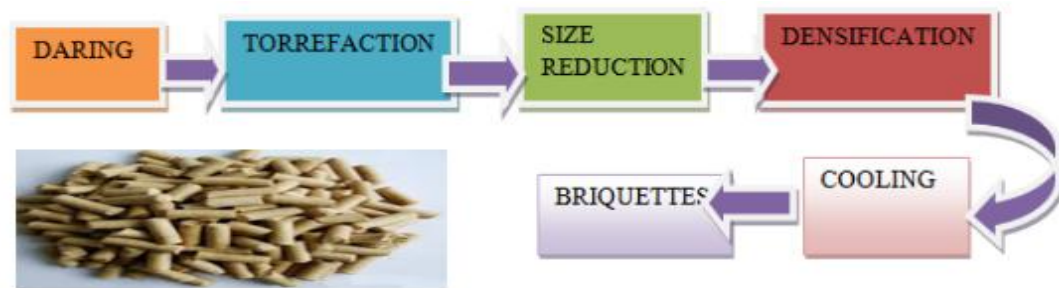 DARING
TORREFACTION
SIZE
REDUCTION
DENSIFICATION
COOLING
BRIQUETTES